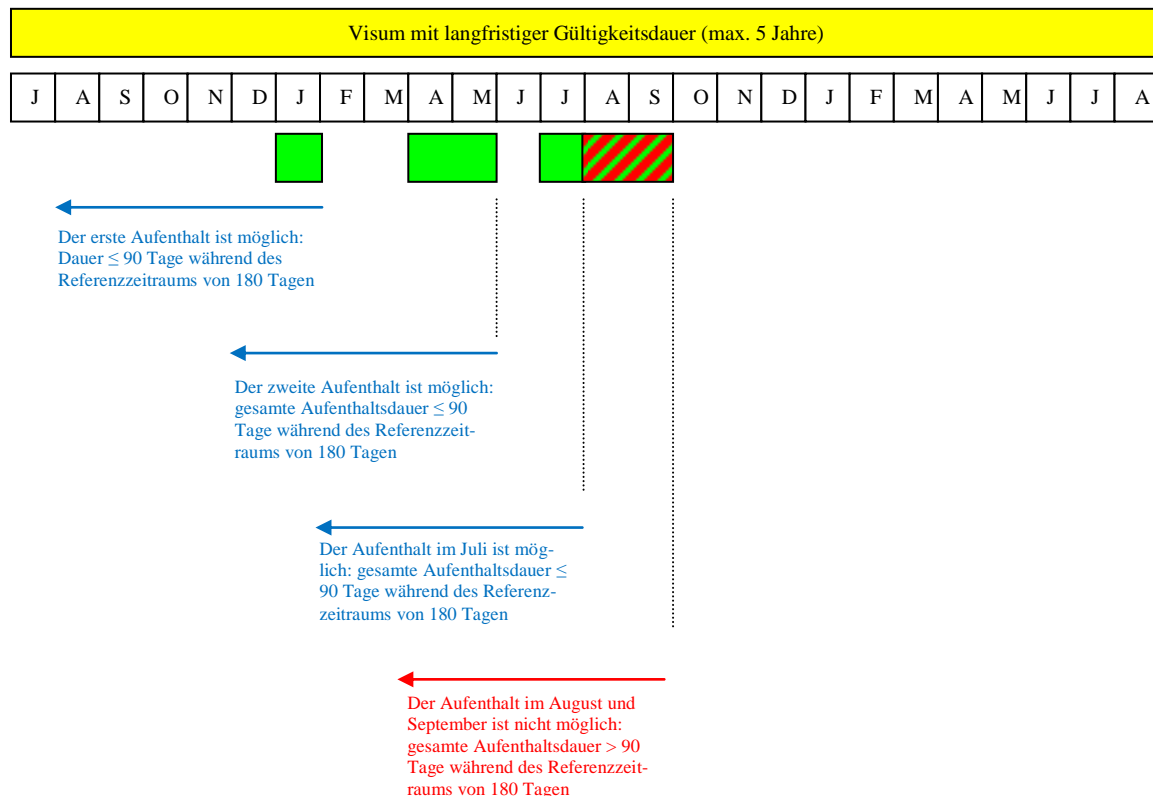 Visum mit langfristiger Gültigkeitsdauer (max. 5 Jahre)
J A S O N D J F M A M J J A S O N D J F M A M J J A
Der erste Aufenthalt ist möglich:
Dauer ≤ 90 Tage während des
Referenzzeitraums von 180 Tagen
Der zweite Aufenthalt ist möglich:
gesamte Aufenthaltsdauer ≤ 90
Tage während des Referenzzeit-
raums von 180 Tagen
Der Aufenthalt im Juli ist mög-
lich: gesamte Aufenthaltsdauer ≤
90 Tage während des Referenz-
zeitraums von 180 Tagen
Der Aufenthalt im August und
September ist nicht möglich:
gesamte Aufenthaltsdauer > 90
Tage während des Referenzzeit-
raums von 180 Tagen